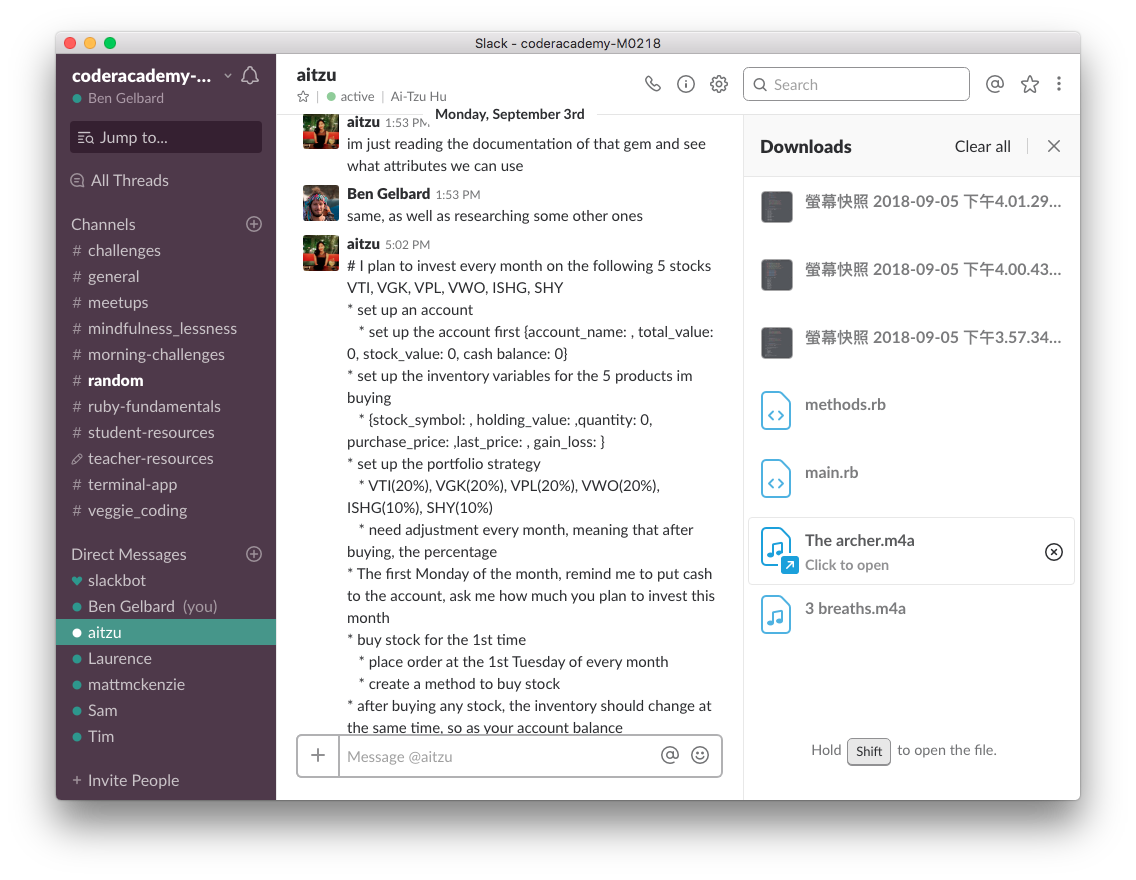 Slack - coderacademy-M0218
coderacademy-...
Ben Gelbard
Jump to...
All Threads
Channels
# challenges
# general
# meetups
# mindfulness_lessness
# morning-challenges
# random
# ruby-fundamentals
# student-resources
teacher-resources
# terminal-app
# veggie_coding
Direct Messages
slackbot
Ben Gelbard (you)
aitzu
Laurence
mattmckenzie
Sam
Tim
+ Invite People
aitzu
active | Ai-Tzu Hu
Search
Monday, September 3rd
aitzu 1:53 PM
im just reading the documentation of that gem and see
what attributes we can use
Ben Gelbard 1:53 PM
same, as well as researching some other ones
aitzu 5:02 PM
# I plan to invest every month on the following 5 stocks
VTI, VGK, VPL, VWO, ISHG, SHY
* set up an account
* set up the account first {account_name: , total_value:
0, stock_value: 0, cash balance: 0}
* set up the inventory variables for the 5 products im
buying
* {stock_symbol: , holding_value: ,quantity: 0,
purchase_price: ,last_price: , gain_loss: }
* set up the portfolio strategy
* VTI(20%), VGK(20%), VPL(20%), VWO(20%),
ISHG(10%), SHY(10%)
* need adjustment every month, meaning that after
buying, the percentage
* The first Monday of the month, remind me to put cash
to the account, ask me how much you plan to invest this
month
* buy stock for the 1st time
* place order at the 1st Tuesday of every month
* create a method to buy stock
* after buying any stock, the inventory should change at
the same time, so as your account balance
+ Message @aitzu
Downloads
Clear all
螢幕快照 2018-09-05 下午4.01.29...
螢幕快照 2018-09-05 下午4.00.43...
螢幕快照 2018-09-05 下午3.57.34...
methods.rb
main.rb
The archer.m4a
Click to open
3 breaths.m4a
Hold Shift to open the file.